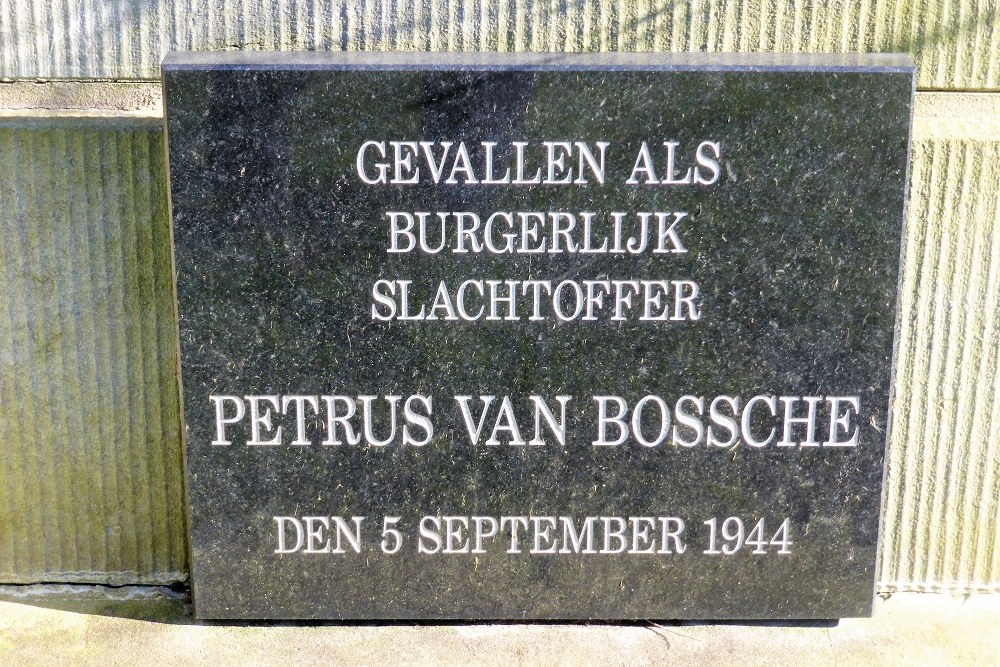 GEVALLEN ALS
BURGERLIJK
SLACHTOFFER
PETRUS VAN BOSSCHE
DEN 5 SEPTEMBER 1944